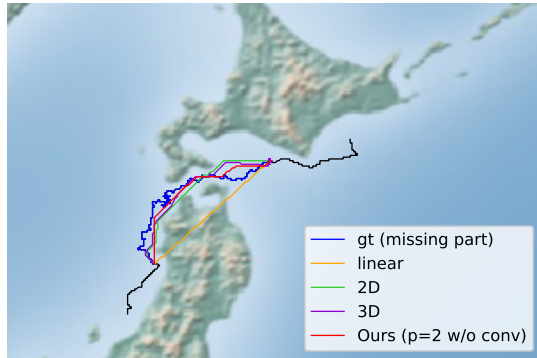 gt (missing part)
linear
2D
3D
Ours (p=2 w/o conv)